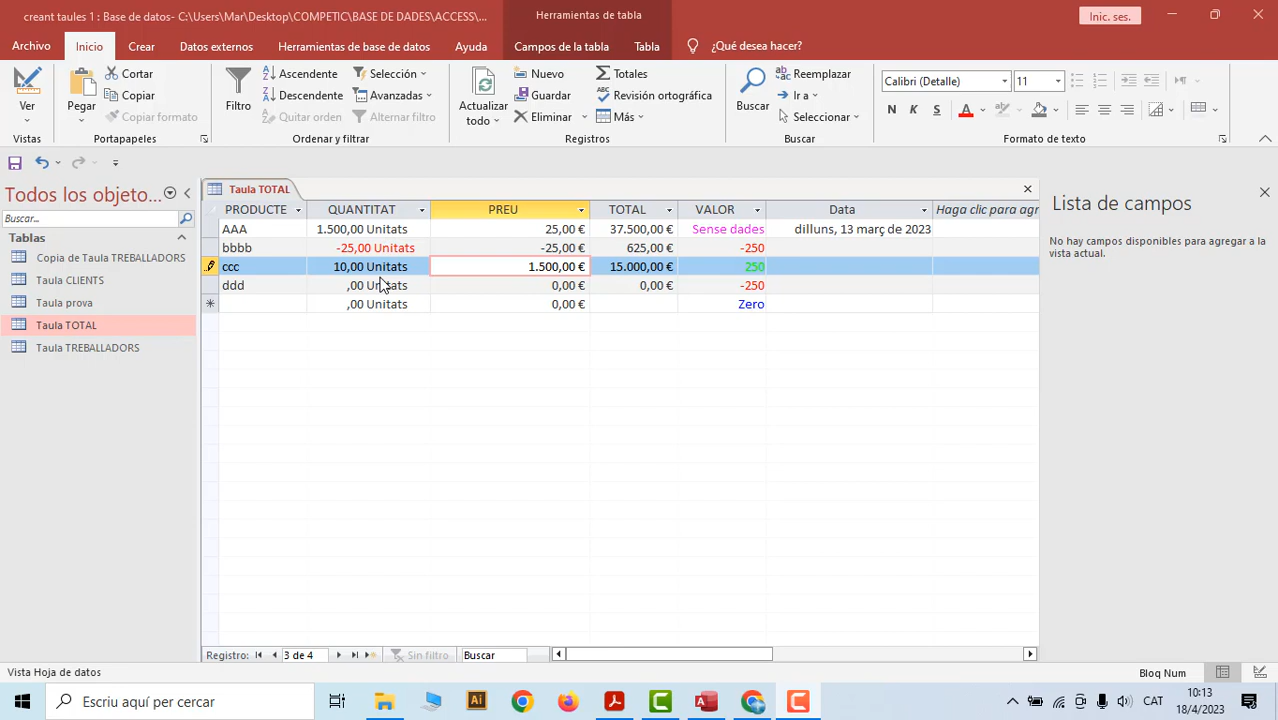 creant taules 1 : Base de datos- C:\Users\Mar\Desktop\COMPETIC\BASE DE DADES\ACCESS\...
Herramientas de tabla
Inic. ses.
Archivo Inicio Crear Datos externos Herramientas de base de datos Ayuda Campos de la tabla Tabla ¿Qué desea hacer?
Ver
Vistas
Pegar
Cortar
Copiar
Copiar formato
Portapapeles
Filtro
Ascendente
Descendente
Quitar orden
Selección
Avanzadas
Alternar filtro
Ordenar y filtrar
Actualizar
todo
Nuevo
Guardar
Eliminar
Totales
Revisión ortográfica
Más
Registros
Buscar
Reemplazar
Ir a
Seleccionar
Buscar
Calibri (Detalle) 11
N K S A
Formato de texto
Todos los objeto...
Buscar...
Tablas
Copia de Taula TREBALLADORS
Taula CLIENTS
Taula prova
Taula TOTAL
Taula TREBALLADORS
Taula TOTAL
PRODUCTE QUANTITAT PREU TOTAL VALOR Data Haga clic para agr
AAA 1.500,00 Unitats 25,00 € 37.500,00 € Sense dades dilluns, 13 març de 2023
bbbb -25,00 Unitats -25,00 € 625,00 € -250
ccc 10,00 Unitats 1.500,00 € 15.000,00 € 250
ddd ,00 Unitats 0,00 € 0,00 € -250
,00 Unitats 0,00 € Zero
Lista de campos
No hay campos disponibles para agregar a la
vista actual.
Registro: 3 de 4 Sin filtro Buscar
Vista Hoja de datos
Bloq Num
Escriu aquí per cercar
CAT
10:13
18/4/2023